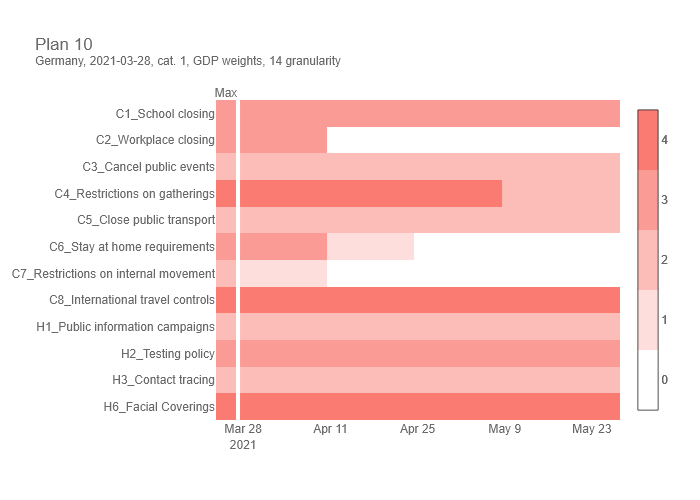 Plan 10
Germany, 2021-03-28, cat. 1, GDP weights, 14 granularity
Max
C1_School closing
C2_Workplace closing
C3_Cancel public events
C4_Restrictions on gatherings
C5_Close public transport
C6_Stay at home requirements
C7_Restrictions on internal movement
C8_International travel controls
H1_Public information campaigns
H2_Testing policy
H3_Contact tracing
H6_Facial Coverings
Mar 28 Apr 11 Apr 25 May 9 May 23
2021
4
3
2
1
0